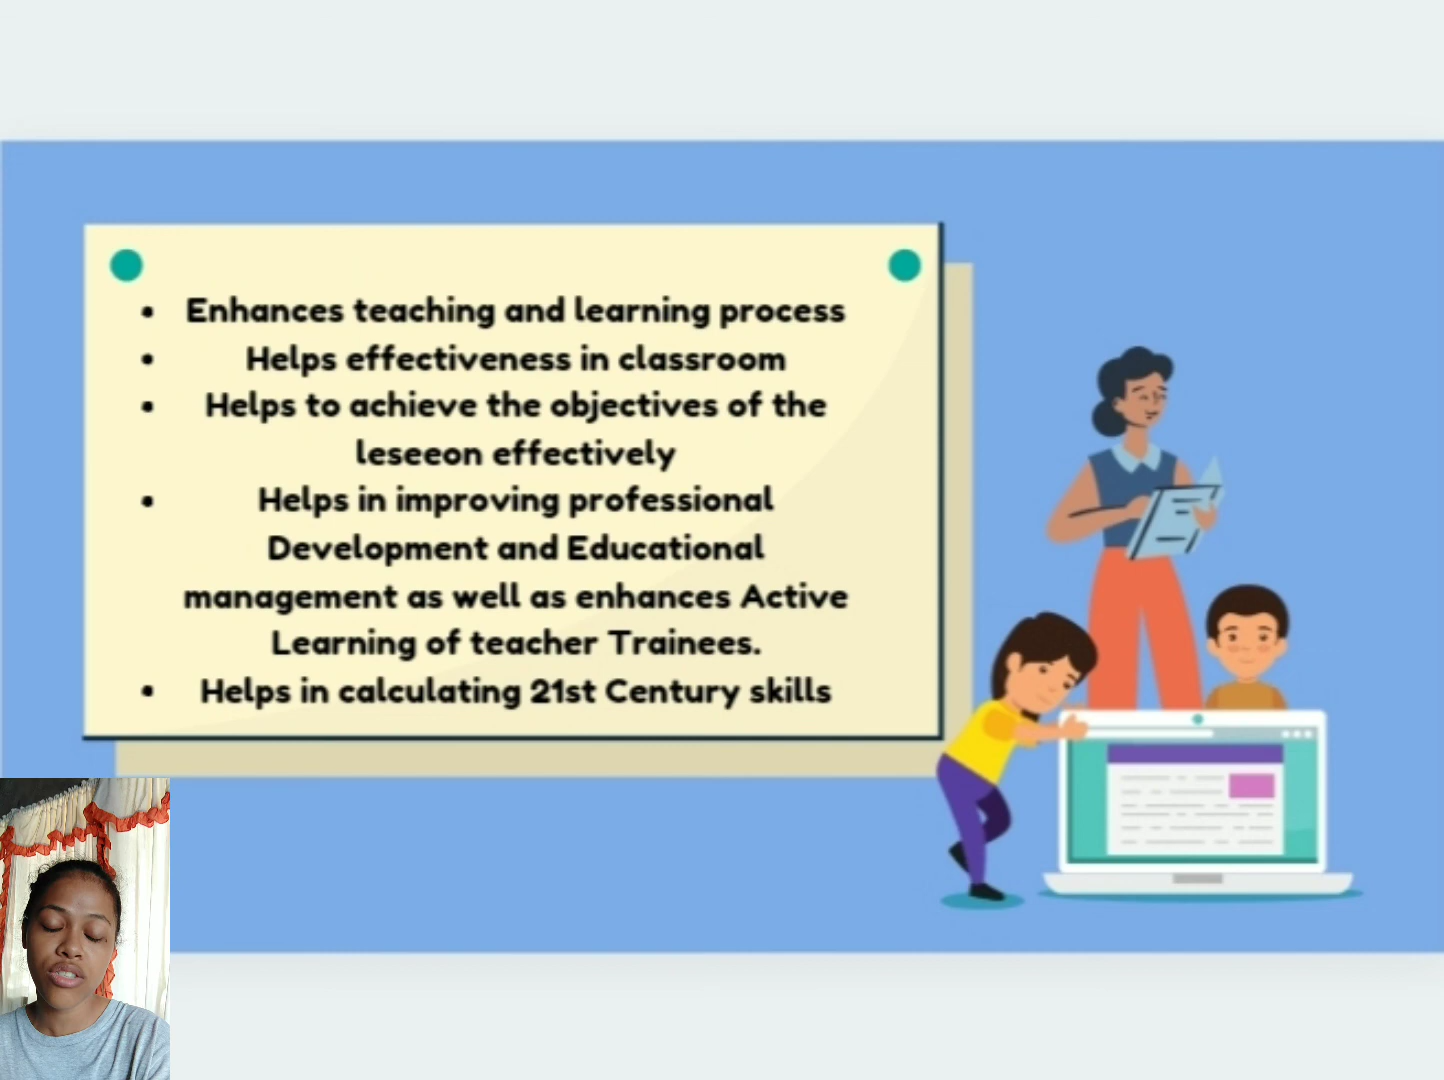 • Enhances teaching and learning process
• Helps effectiveness in classroom
• Helps to achieve the objectives of the
leseeon effectively
• Helps in improving professional
Development and Educational
management as well as enhances Active
Learning of teacher Trainees.
• Helps in calculating 21st Century skills